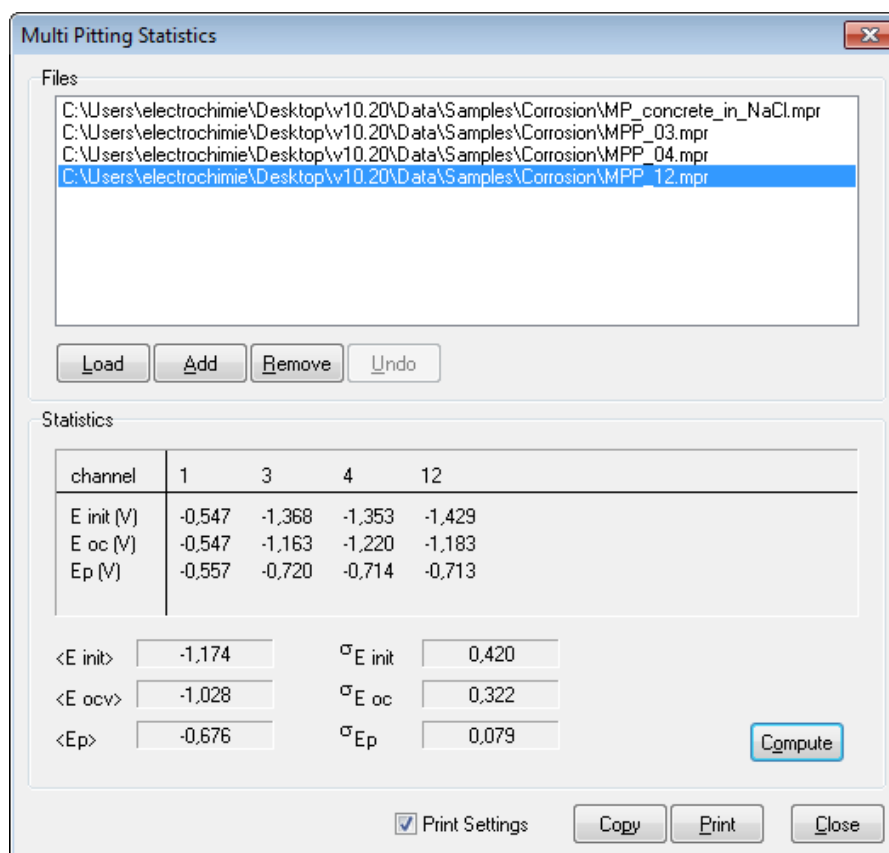 Multi Pitting Statistics
Files
C:\Users\electrochimie\Desktop\v10.20\Data\Samples\Corrosion\MP_concrete_in_NaCl.mpr
C:\Users\electrochimie\Desktop\v10.20\Data\Samples\Corrosion\MPP_03.mpr
C:\Users\electrochimie\Desktop\v10.20\Data\Samples\Corrosion\MPP_04.mpr
C:\Users\electrochimie\Desktop\v10.20\Data\Samples\Corrosion\MPP_12.mpr
Load Add Remove Undo
Statistics
channel 1 3 4 12
E init (V) -0,547 -1,368 -1,353 -1,429
E oc (V) -0,547 -1,163 -1,220 -1,183
Ep (V) -0,557 -0,720 -0,714 -0,713
<E init> -1,174 σE init 0,420
<E ocv> -1,028 σE oc 0,322
<Ep> -0,676 σEp 0,079
Compute
Print Settings Copy Print Close